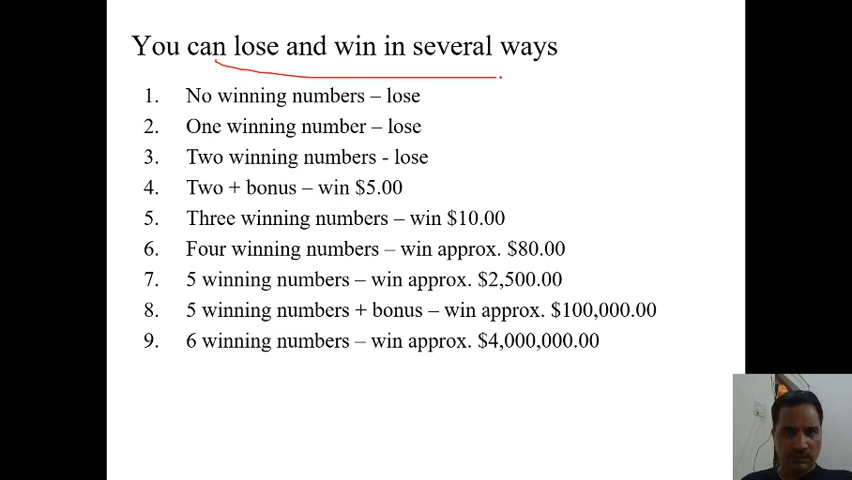 You can lose and win in several ways
1. No winning numbers – lose
2. One winning number – lose
3. Two winning numbers - lose
4. Two + bonus – win $5.00
5. Three winning numbers – win $10.00
6. Four winning numbers – win approx. $80.00
7. 5 winning numbers – win approx. $2,500.00
8. 5 winning numbers + bonus – win approx. $100,000.00
9. 6 winning numbers – win approx. $4,000,000.00